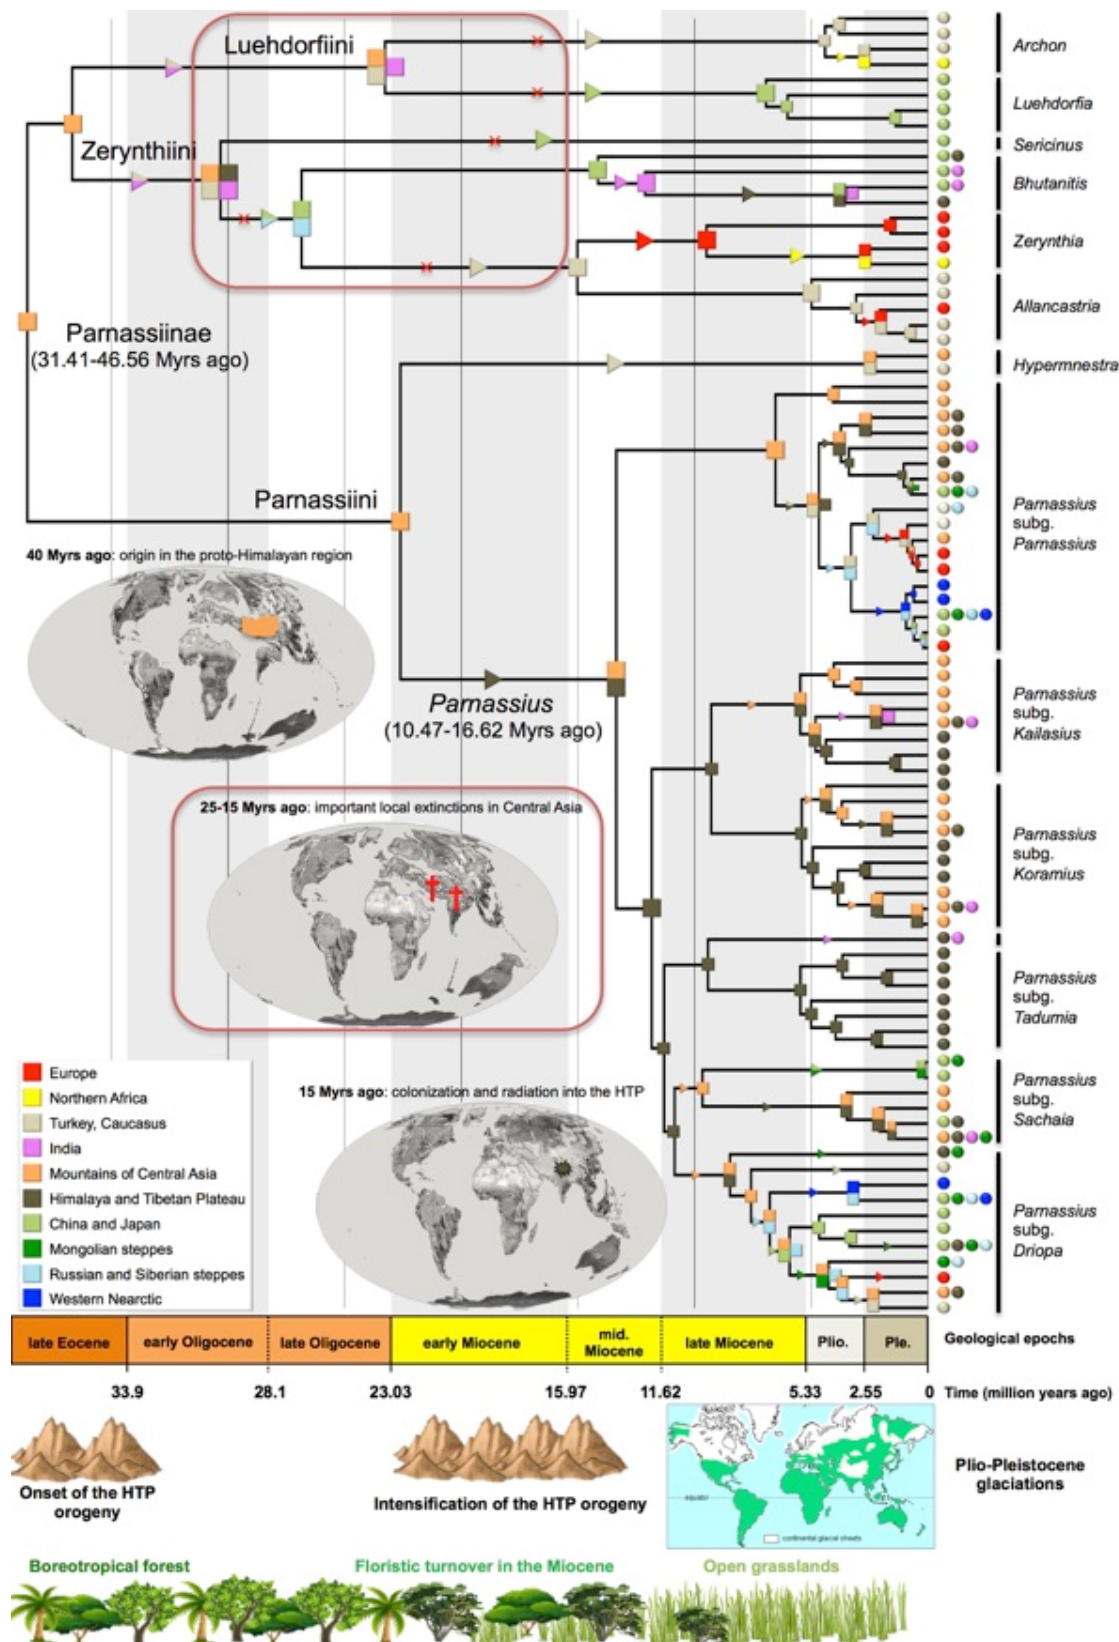 Luehdorfiini
Archon
Luehdorfia
Zerynthiini
Sericinus
Bhutanitis
Zerynthia
Allancastria
Parnassiinae
(31.41-46.56 Myrs ago)
Hypermnestra
Parnassiini
Parnassius
subg.
Parnassius
40 Myrs ago: origin in the proto-Himalayan region
Parnassius
(10.47-16.62 Myrs ago)
Parnassius
subg.
Kailasius
25-15 Myrs ago: important local extinctions in Central Asia
Parnassius
subg.
Koramius
Parnassius
subg.
Tadumia
Europe
Northern Africa
Turkey, Caucasus
India
Mountains of Central Asia
Himalaya and Tibetan Plateau
China and Japan
Mongolian steppes
Russian and Siberian steppes
Western Nearctic
15 Myrs ago: colonization and radiation into the HTP
Parnassius
subg.
Sachaia
Parnassius
subg.
Driopa
late Eocene early Oligocene late Oligocene early Miocene mid. Miocene late Miocene Plio. Ple. Geological epochs
33.9 28.1 23.03 15.97 11.62 5.33 2.55 0 Time (million years ago)
Onset of the HTP
orogeny
Intensification of the HTP orogeny
equator
continental glacial sheets
Plio-Pleistocene
glaciations
Boreotropical forest Floristic turnover in the Miocene Open grasslands